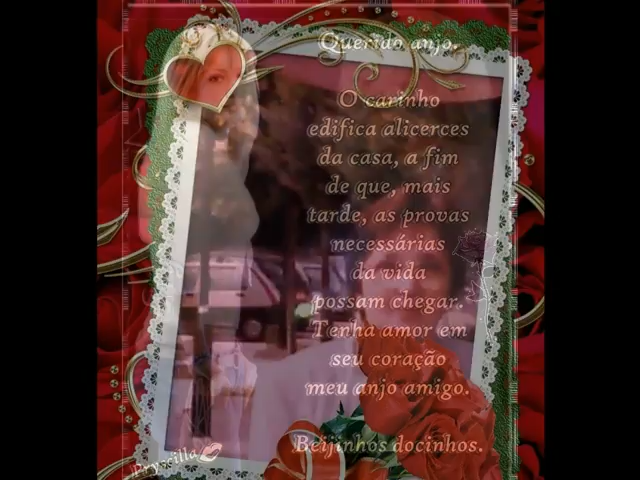 Querido anjo.
O carinho
edifica alicerces
da casa, a fim
de que, mais
tarde, as provas
necessárias
da vida
possam chegar.
Tenha amor em
seu coração
meu anjo amigo.
Beijinhos docinhos.
Pryscilla